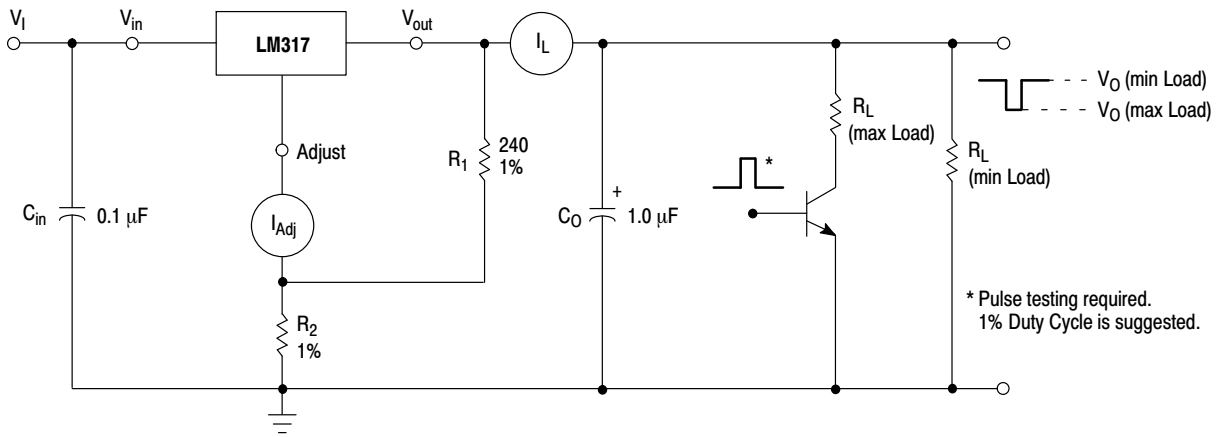 VI
Vin
LM317
Vout
IL
VO (min Load)
VO (max Load)
RL
(max Load)
Adjust
R1
240
1%
*
RL
(min Load)
Cin
0.1 μF
IAdj
+
CO
1.0 μF
R2
1%
* Pulse testing required.
1% Duty Cycle is suggested.